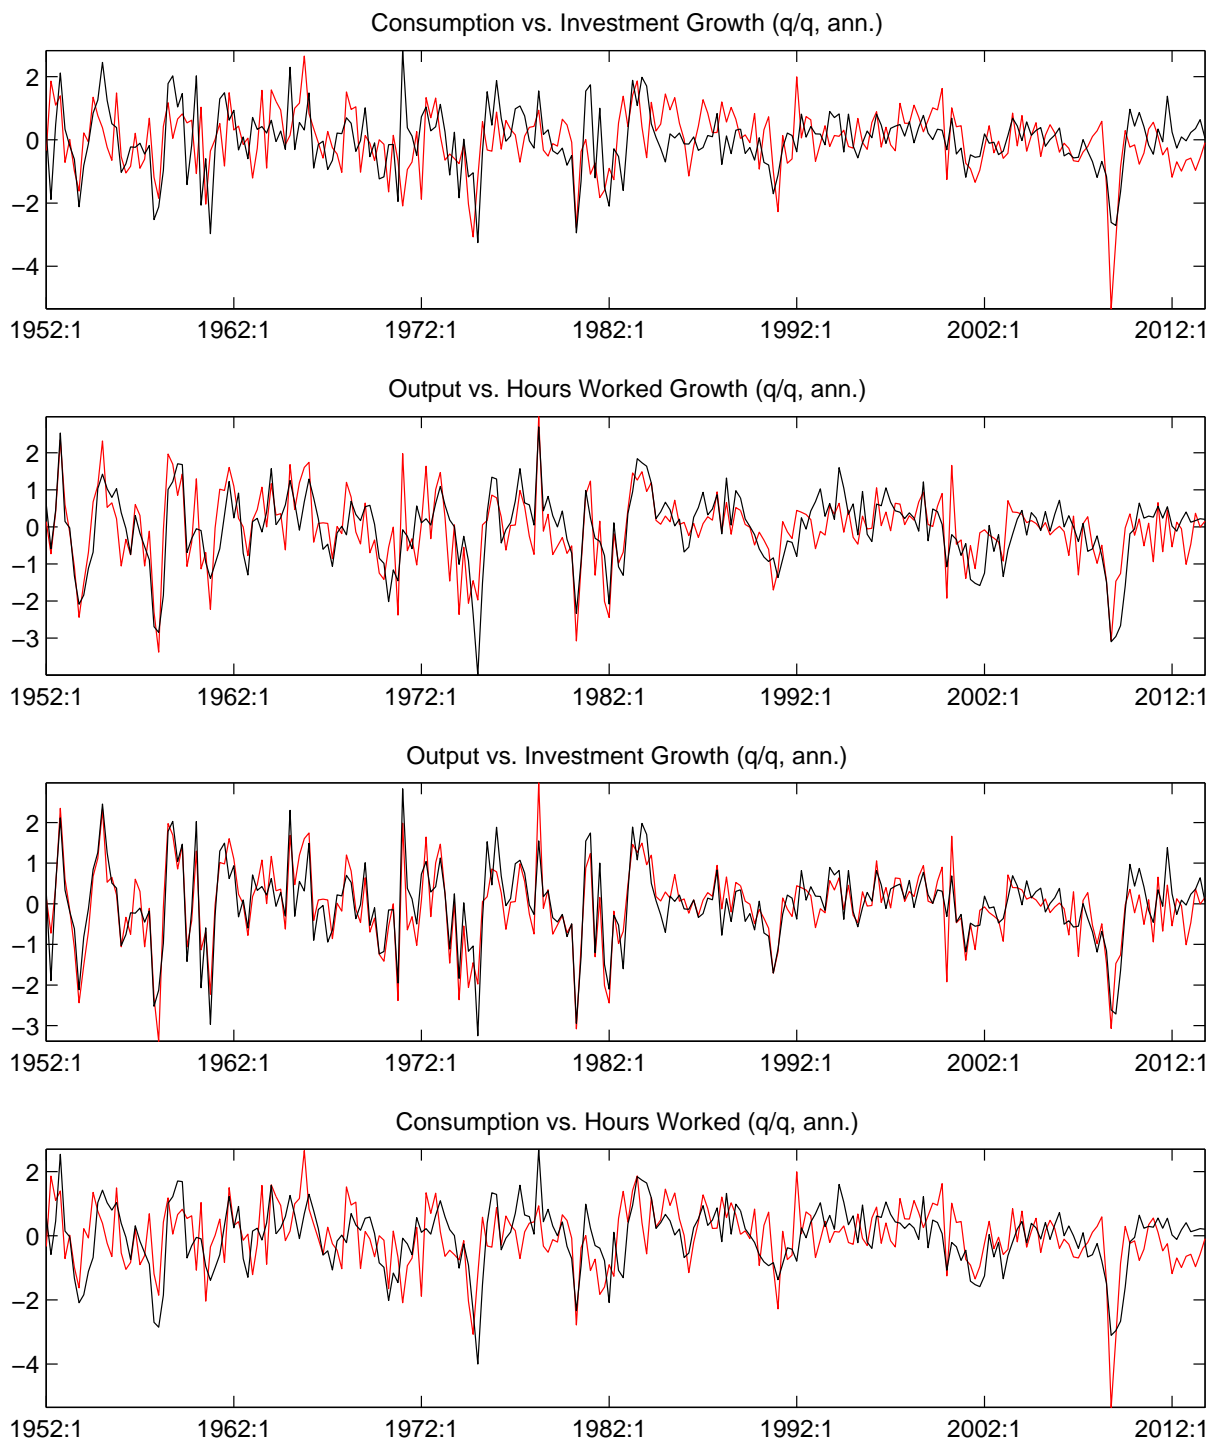 Consumption vs. Investment Growth (q/q, ann.)
2
0
−2
−4
1952:1 1962:1 1972:1 1982:1 1992:1 2002:1 2012:1
Output vs. Hours Worked Growth (q/q, ann.)
2
1
0
−1
−2
−3
1952:1 1962:1 1972:1 1982:1 1992:1 2002:1 2012:1
Output vs. Investment Growth (q/q, ann.)
2
1
0
−1
−2
−3
1952:1 1962:1 1972:1 1982:1 1992:1 2002:1 2012:1
Consumption vs. Hours Worked (q/q, ann.)
2
0
−2
−4
1952:1 1962:1 1972:1 1982:1 1992:1 2002:1 2012:1